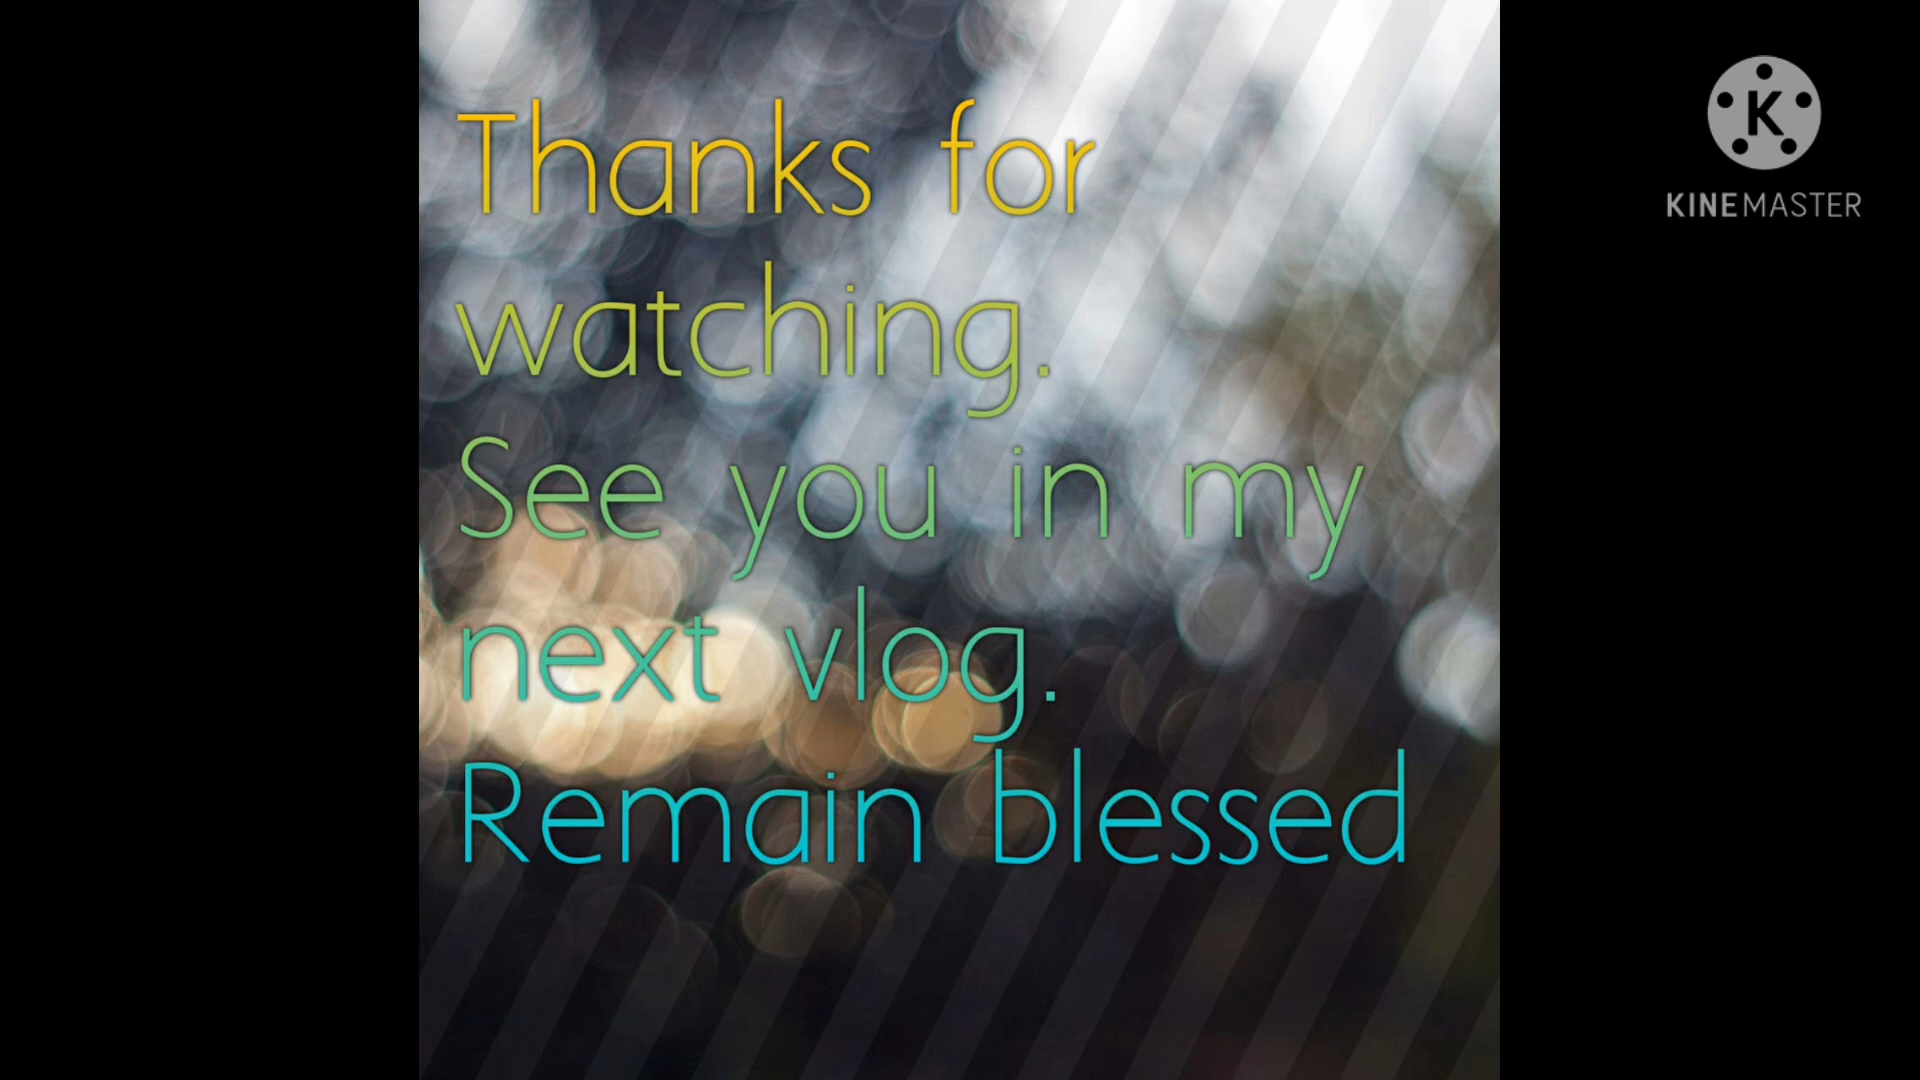 Thanks for
watching.
See you in my
next vlog.
Remain blessed
K
KINEMASTER